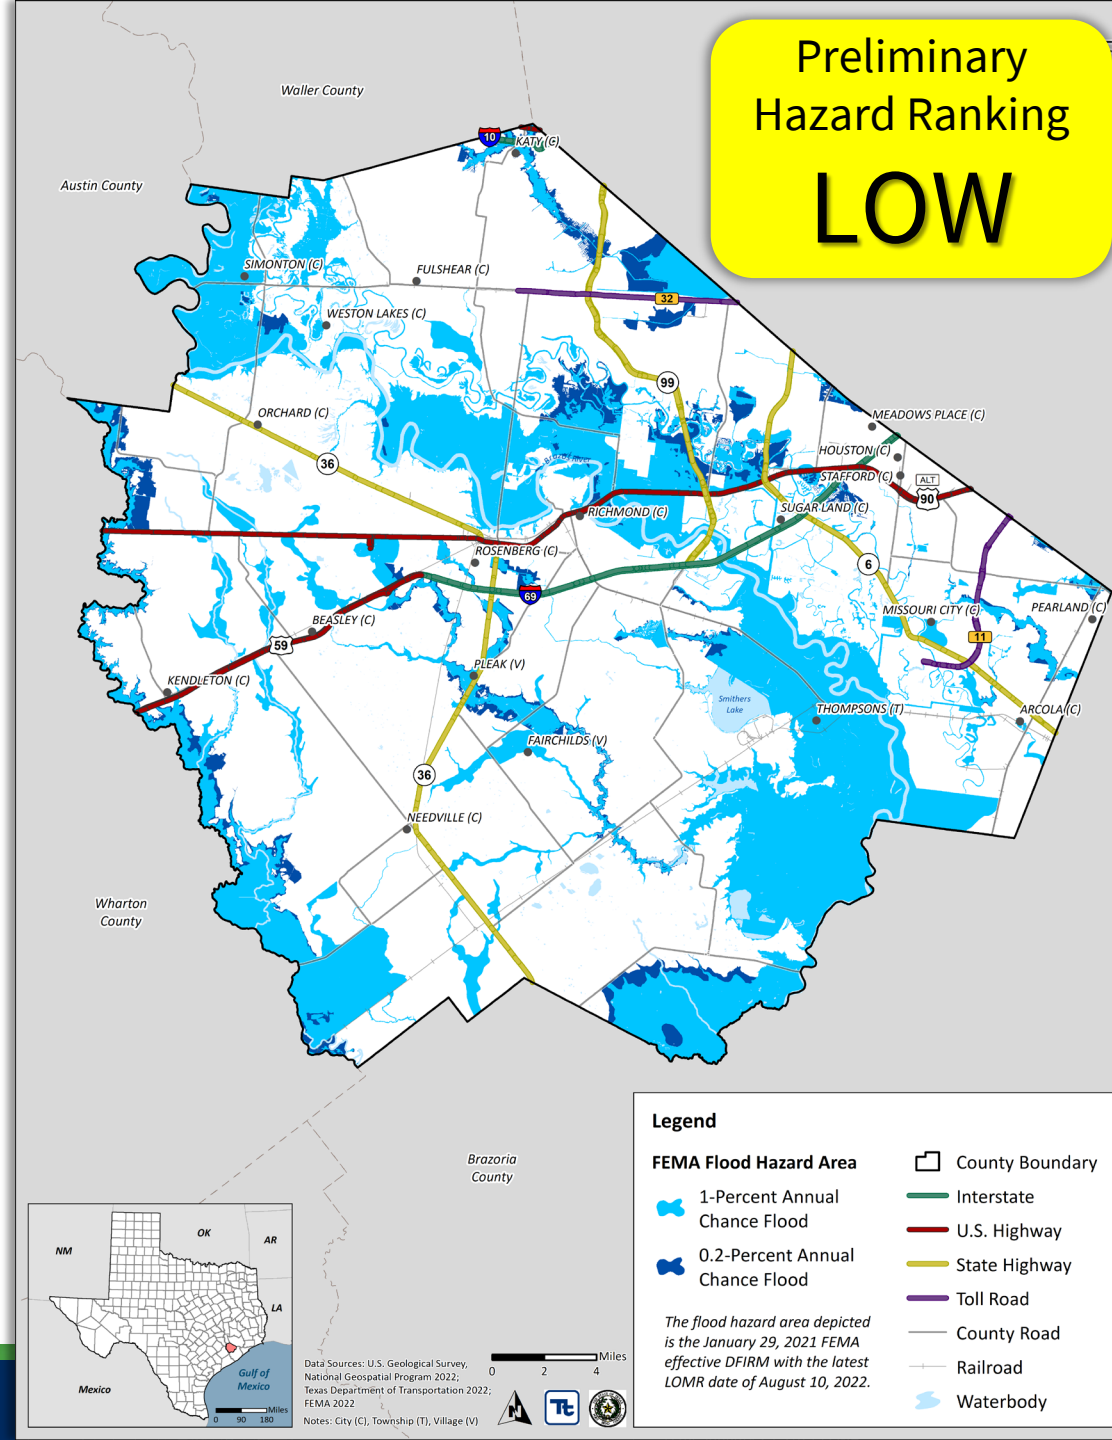 Preliminary
Hazard Ranking
LOW
Waller County
Austin County
10
KATY (C)
SIMONTON (C)
FULSHEAR (C)
32
WESTON LAKES (C)
99
ORCHARD (C)
MEADOWS PLACE (C)
36
HOUSTON (C)
Brazos River
STAFFORD (C)
ALT
90
RICHMOND (C)
SUGAR LAND (C)
ROSENBERG (C)
6
69
BEASLEY (C)
MISSOURI CITY (C)
PEARLAND (C)
59
11
PLEAK (V)
KENDLETON (C)
Smithers
Lake
THOMPSONS (T)
ARCOLA (C)
FAIRCHILDS (V)
36
NEEDVILLE (C)
Wharton
County
Brazoria
County
Legend
FEMA Flood Hazard Area
1-Percent Annual
Chance Flood
0.2-Percent Annual
Chance Flood
The flood hazard area depicted
is the January 29, 2021 FEMA
effective DFIRM with the latest
LOMR date of August 10, 2022.
County Boundary
Interstate
U.S. Highway
State Highway
Toll Road
County Road
Railroad
Waterbody
NM
OK
AR
LA
Mexico
Gulf of
Mexico
Miles
0 90 180
Data Sources: U.S. Geological Survey,
National Geospatial Program 2022;
Texas Department of Transportation 2022;
FEMA 2022
Notes: City (C), Township (T), Village (V)
Miles
0 2 4
N
Tt